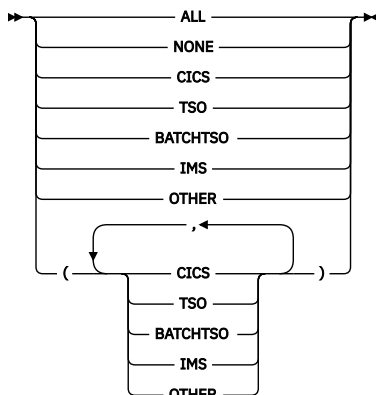 ALL
NONE
CICS
TSO
BATCHTSO
IMS
OTHER
,
( CICS )
TSO
BATCHTSO
IMS
OTHER